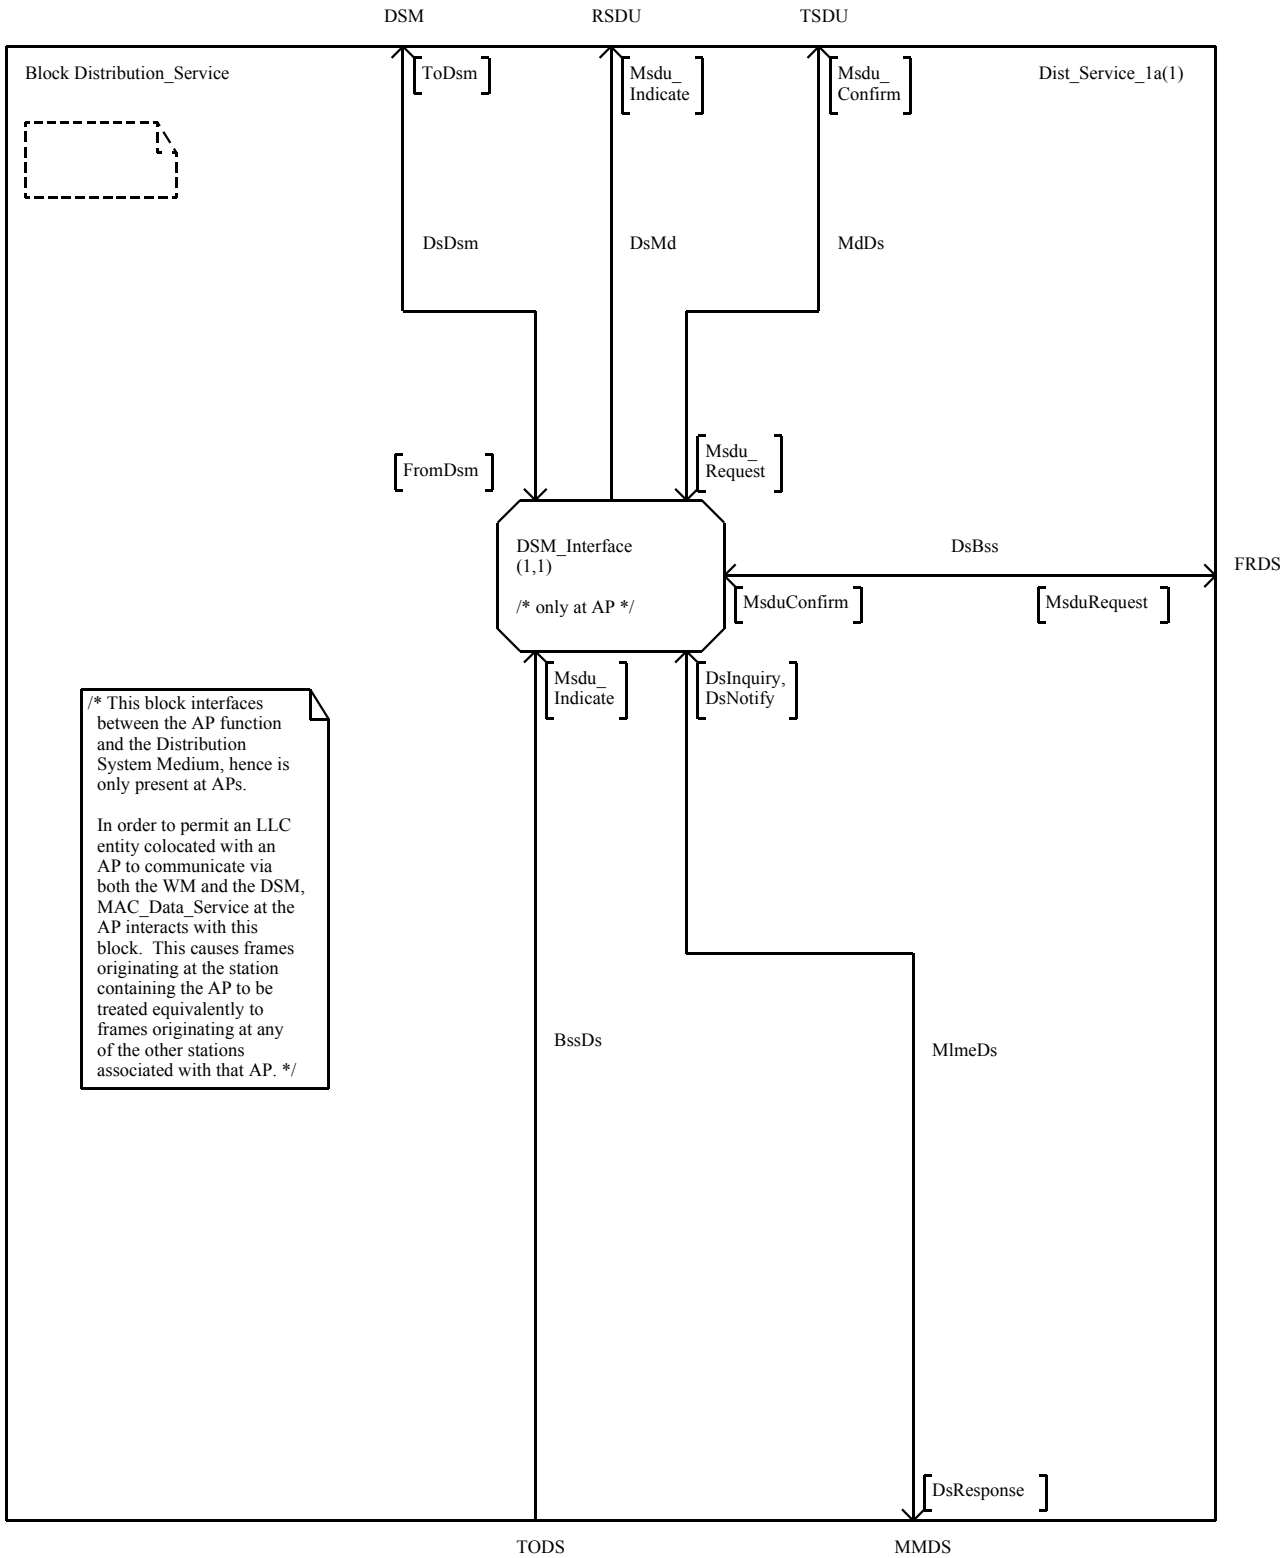 DSM
RSDU
TSDU
Block Distribution_Service
ToDsm
Msdu_
Indicate
Msdu_
Confirm
Dist_Service_1a(1)
DsDsm
DsMd
MdDs
FromDsm
Msdu_
Request
DSM_Interface
(1,1)
/* only at AP */
DsBss
FRDS
MsduConfirm
MsduRequest
Msdu_
Indicate
DsInquiry,
DsNotify
/* This block interfaces
between the AP function
and the Distribution
System Medium, hence is
only present at APs.
In order to permit an LLC
entity colocated with an
AP to communicate via
both the WM and the DSM,
MAC_Data_Service at the
AP interacts with this
block. This causes frames
originating at the station
containing the AP to be
treated equivalently to
frames originating at any
of the other stations
associated with that AP. */
BssDs
MlmeDs
DsResponse
TODS
MMDS